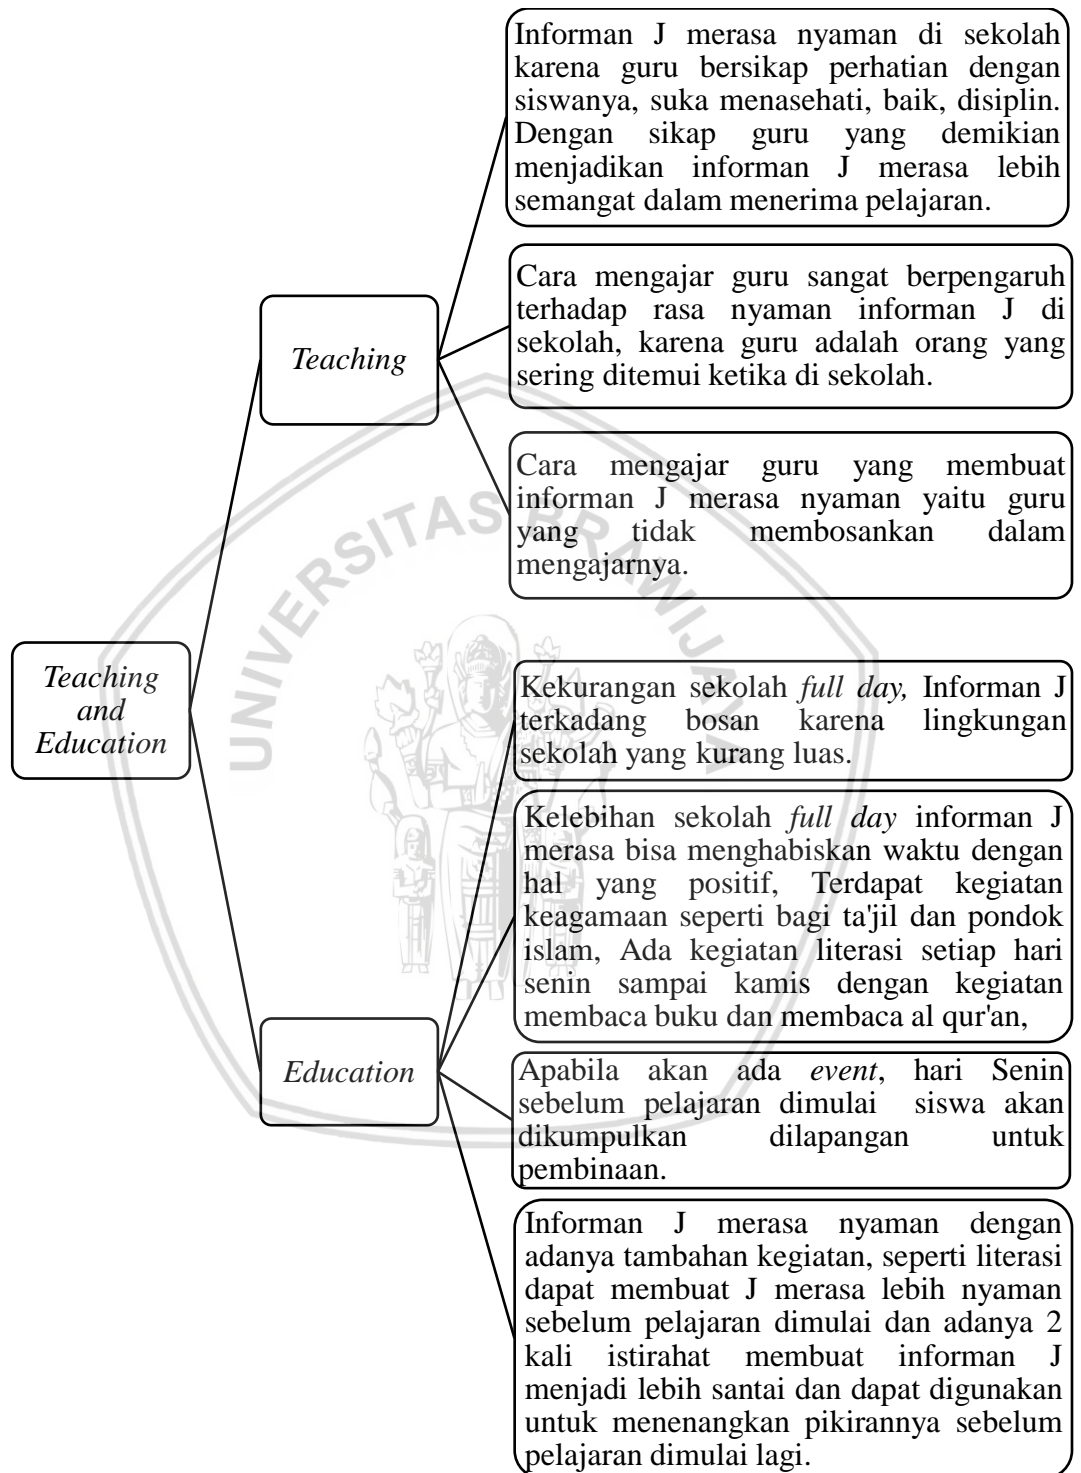 Informan J merasa nyaman di sekolah
karena guru bersikap perhatian dengan
siswanya, suka menasehati, baik, disiplin.
Dengan sikap guru yang demikian
menjadikan informan J merasa lebih
semangat dalam menerima pelajaran.
Teaching
Cara mengajar guru sangat berpengaruh
terhadap rasa nyaman informan J di
sekolah, karena guru adalah orang yang
sering ditemui ketika di sekolah.
Cara mengajar guru yang membuat
informan J merasa nyaman yaitu guru
yang tidak membosankan dalam
mengajarnya.
UNIVERSITAS BRAWIJAYA
Teaching
and
Education
Kekurangan sekolah full day, Informan J
terkadang bosan karena lingkungan
sekolah yang kurang luas.
Kelebihan sekolah full day informan J
merasa bisa menghabiskan waktu dengan
hal yang positif, Terdapat kegiatan
keagamaan seperti bagi ta'jil dan pondok
islam, Ada kegiatan literasi setiap hari
senin sampai kamis dengan kegiatan
membaca buku dan membaca al qur'an,
Education
Apabila akan ada event, hari Senin
sebelum pelajaran dimulai siswa akan
dikumpulkan dilapangan untuk
pembinaan.
Informan J merasa nyaman dengan
adanya tambahan kegiatan, seperti literasi
dapat membuat J merasa lebih nyaman
sebelum pelajaran dimulai dan adanya 2
kali istirahat membuat informan J
menjadi lebih santai dan dapat digunakan
untuk menenangkan pikirannya sebelum
pelajaran dimulai lagi.